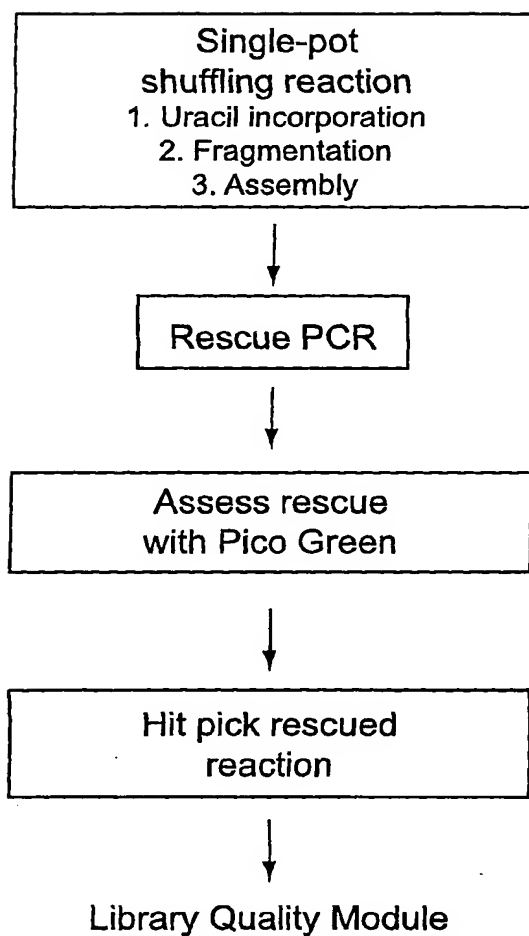 Single-pot
shuffling reaction
1. Uracil incorporation
2. Fragmentation
3. Assembly
Rescue PCR
Assess rescue
with Pico Green
Hit pick rescued
reaction
Library Quality Module